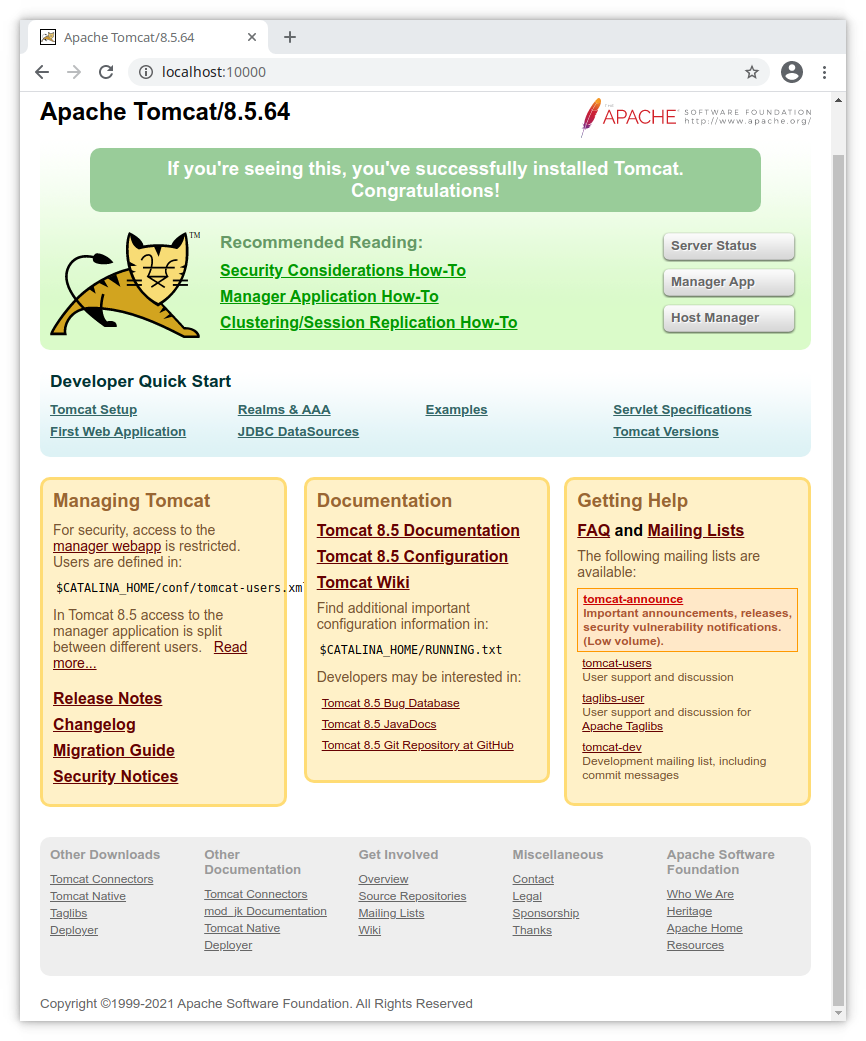 Apache Tomcat/8.5.64
localhost:10000
Apache Tomcat/8.5.64
THE
APACHE
SOFTWARE FOUNDATION
http://www.apache.org/
If you're seeing this, you've successfully installed Tomcat.
Congratulations!
TM
Recommended Reading:
Security Considerations How-To
Manager Application How-To
Clustering/Session Replication How-To
Server Status
Manager App
Host Manager
Developer Quick Start
Tomcat Setup
First Web Application
Realms & AAA
JDBC DataSources
Examples
Servlet Specifications
Tomcat Versions
Managing Tomcat
For security, access to the
manager webapp is restricted.
Users are defined in:
$CATALINA_HOME/conf/tomcat-users.xml
In Tomcat 8.5 access to the
manager application is split
between different users. Read
more...
Release Notes
Changelog
Migration Guide
Security Notices
Documentation
Tomcat 8.5 Documentation
Tomcat 8.5 Configuration
Tomcat Wiki
Find additional important
configuration information in:
$CATALINA_HOME/RUNNING.txt
Developers may be interested in:
Tomcat 8.5 Bug Database
Tomcat 8.5 JavaDocs
Tomcat 8.5 Git Repository at GitHub
Getting Help
FAQ and Mailing Lists
The following mailing lists are
available:
tomcat-announce
Important announcements, releases,
security vulnerability notifications.
(Low volume).
tomcat-users
User support and discussion
taglibs-user
User support and discussion for
Apache Taglibs
tomcat-dev
Development mailing list, including
commit messages
Other Downloads
Tomcat Connectors
Tomcat Native
Taglibs
Deployer
Other
Documentation
Tomcat Connectors
mod_jk Documentation
Tomcat Native
Deployer
Get Involved
Overview
Source Repositories
Mailing Lists
Wiki
Miscellaneous
Contact
Legal
Sponsorship
Thanks
Apache Software
Foundation
Who We Are
Heritage
Apache Home
Resources
Copyright ©1999-2021 Apache Software Foundation. All Rights Reserved